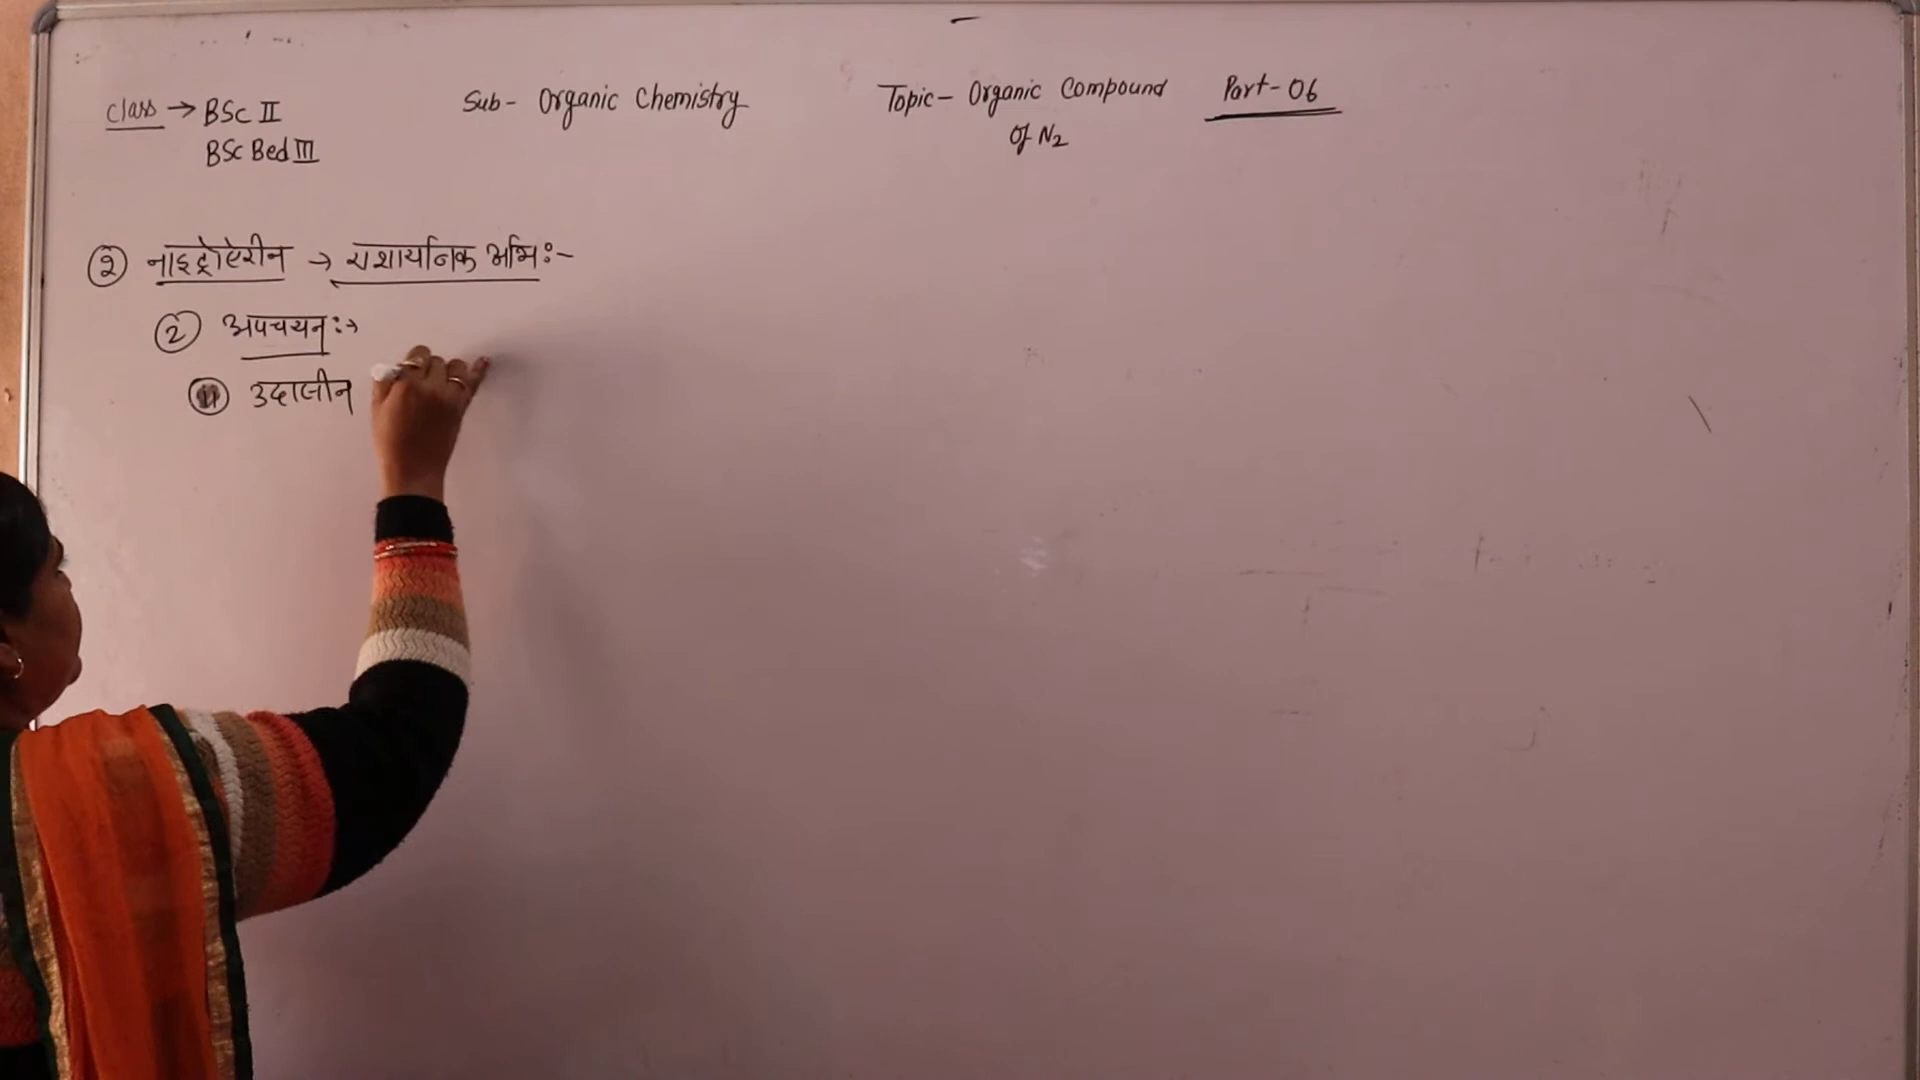 Class → BSc II Sub- Organic Chemistry Topic- Organic Compound Part-06
BSc Bed III of N2
② नाइट्रोऐरीन → राशायनिक अभिः-
② अपचयन्:→
ii उदासीन